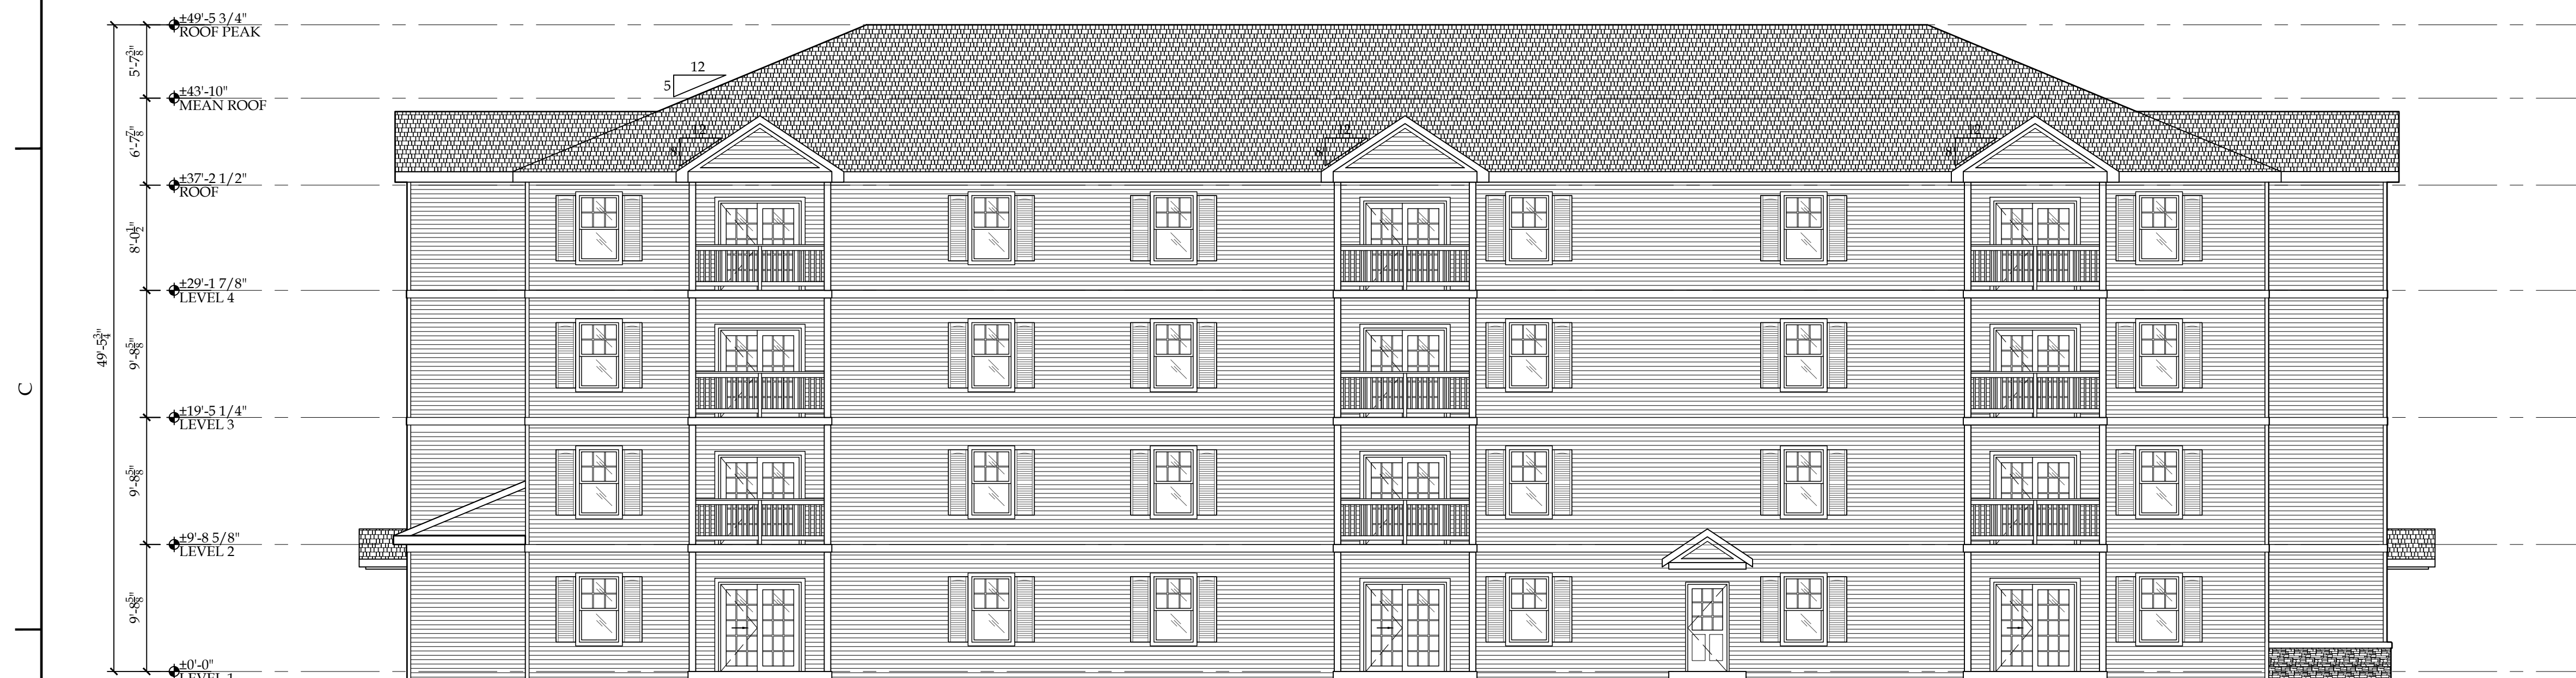 ±49'-5 3/4"
ROOF PEAK
5'-7 3/8"
12
5
±43'-10"
MEAN ROOF
6'-7 7/8"
12
12
12
8
8
±37'-2 1/2"
ROOF
8'-0 1/2"
±29'-1 7/8"
LEVEL 4
49'-5 3/4"
9'-8 5/8"
C
±19'-5 1/4"
LEVEL 3
9'-8 5/8"
±9'-8 5/8"
LEVEL 2
9'-8 5/8"
±0'-0"
LEVEL 1